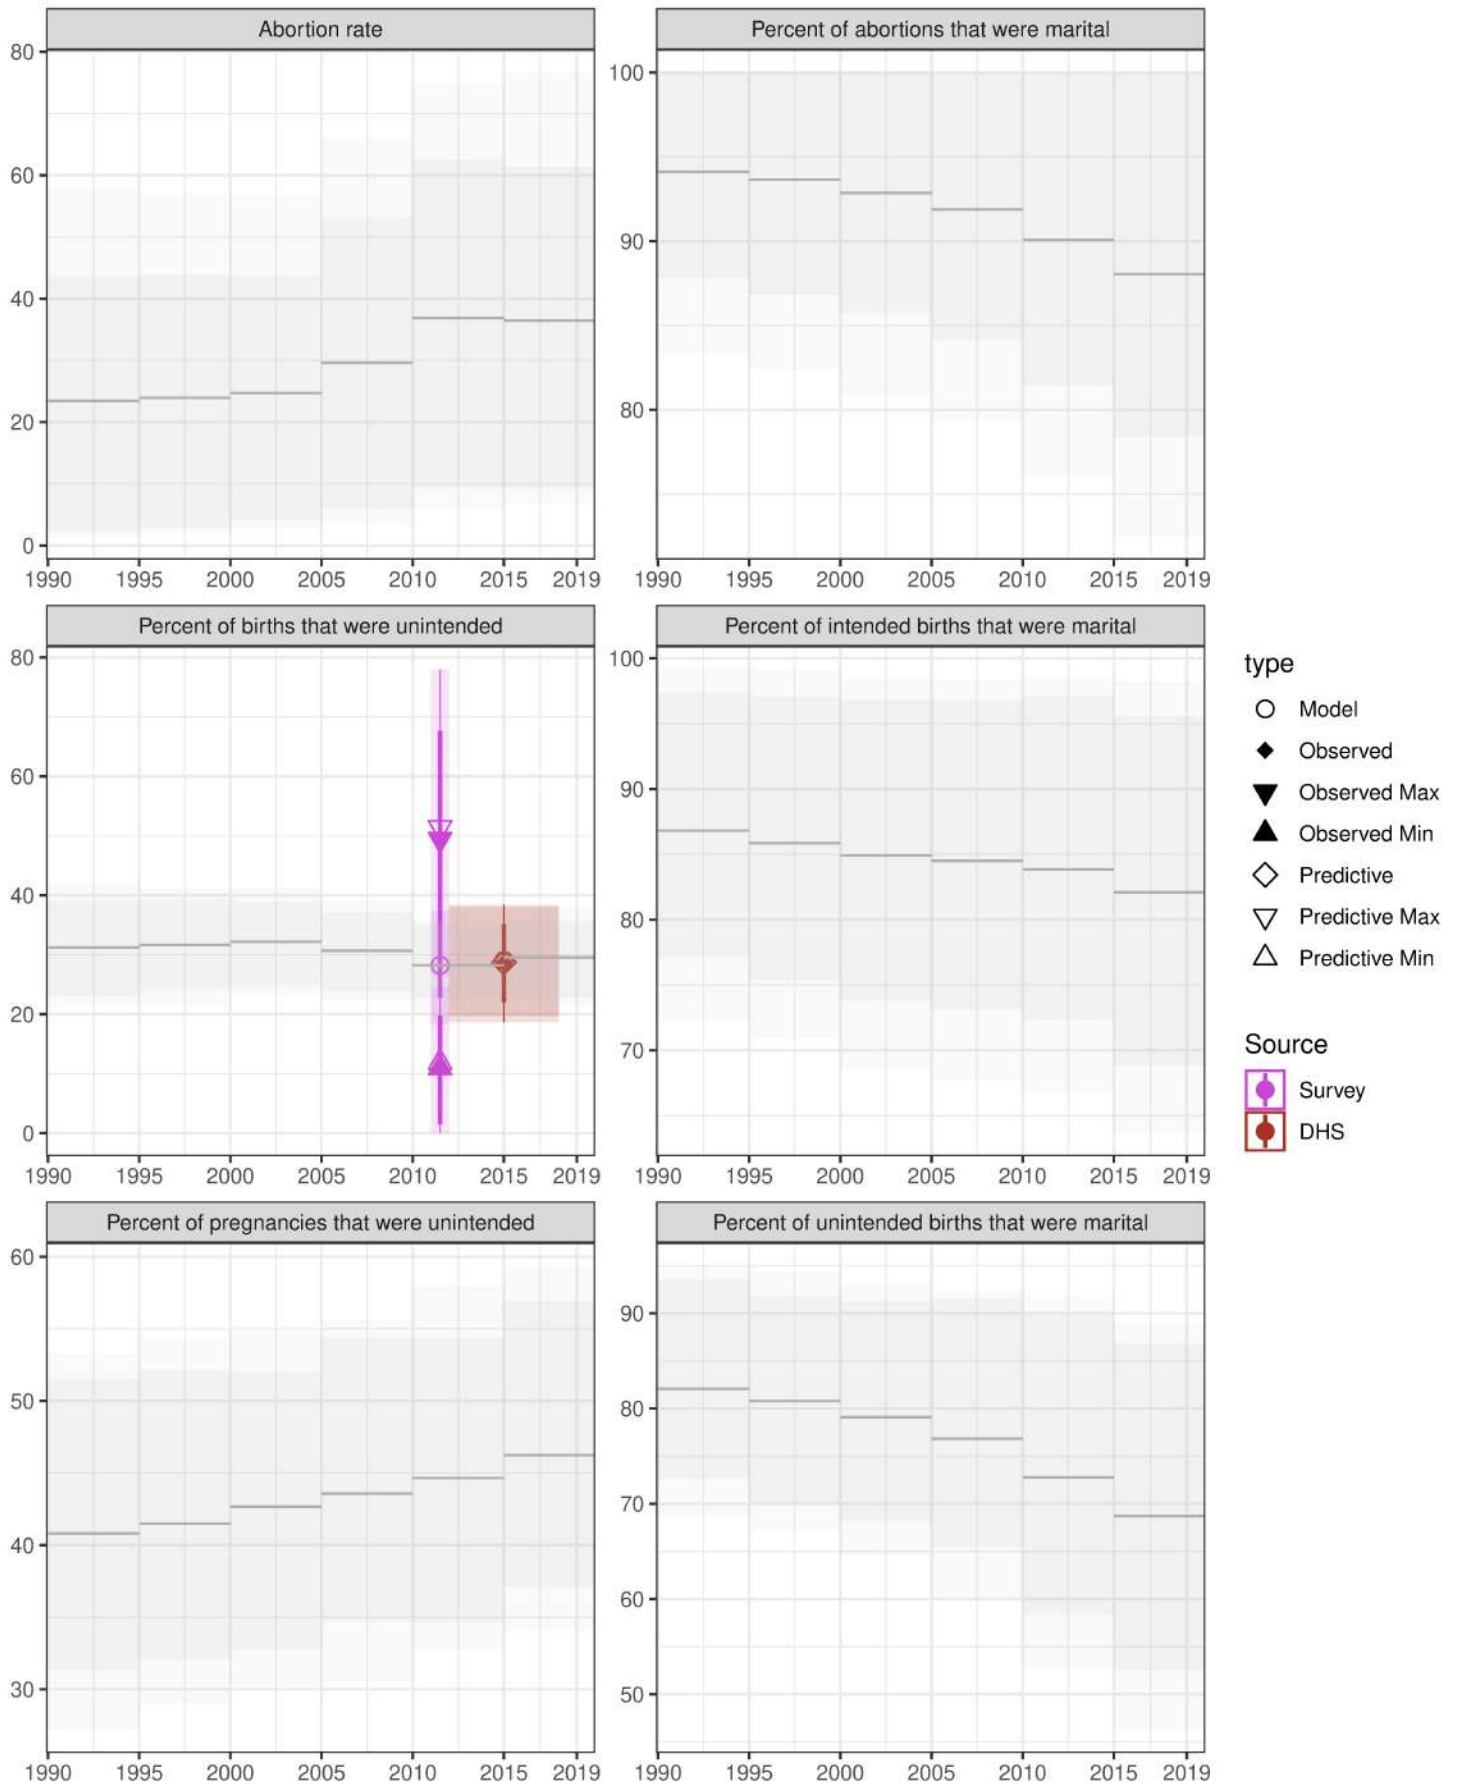 Abortion rate
Percent of abortions that were marital
80
60
40
20
0
100
90
80
1990 1995 2000 2005 2010 2015 2019
1990 1995 2000 2005 2010 2015 2019
Percent of births that were unintended
Percent of intended births that were marital
80
60
40
20
0
100
90
80
70
1990 1995 2000 2005 2010 2015 2019
1990 1995 2000 2005 2010 2015 2019
Percent of pregnancies that were unintended
Percent of unintended births that were marital
60
50
40
30
90
80
70
60
50
1990 1995 2000 2005 2010 2015 2019
1990 1995 2000 2005 2010 2015 2019
type
Model
Observed
Observed Max
Observed Min
Predictive
Predictive Max
Predictive Min
Source
Survey
DHS